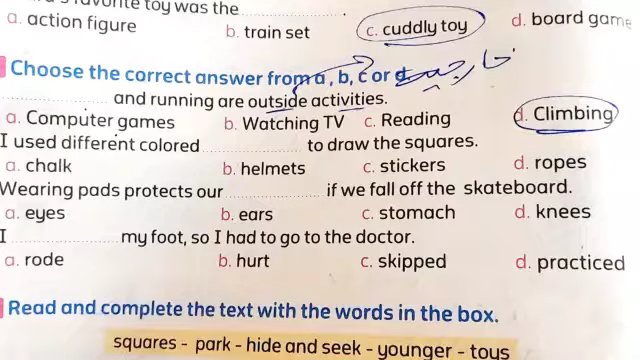 favorite toy was the ..............
a. action figure b. train set c. cuddly toy d. board game
Choose the correct answer from a, b, c or d. خارجية
.............. and running are outside activities.
a. Computer games b. Watching TV c. Reading d. Climbing
I used different colored .............. to draw the squares.
a. chalk b. helmets c. stickers d. ropes
Wearing pads protects our .............. if we fall off the skateboard.
a. eyes b. ears c. stomach d. knees
I .............. my foot, so I had to go to the doctor.
a. rode b. hurt c. skipped d. practiced
Read and complete the text with the words in the box.
squares - park - hide and seek - younger - toys